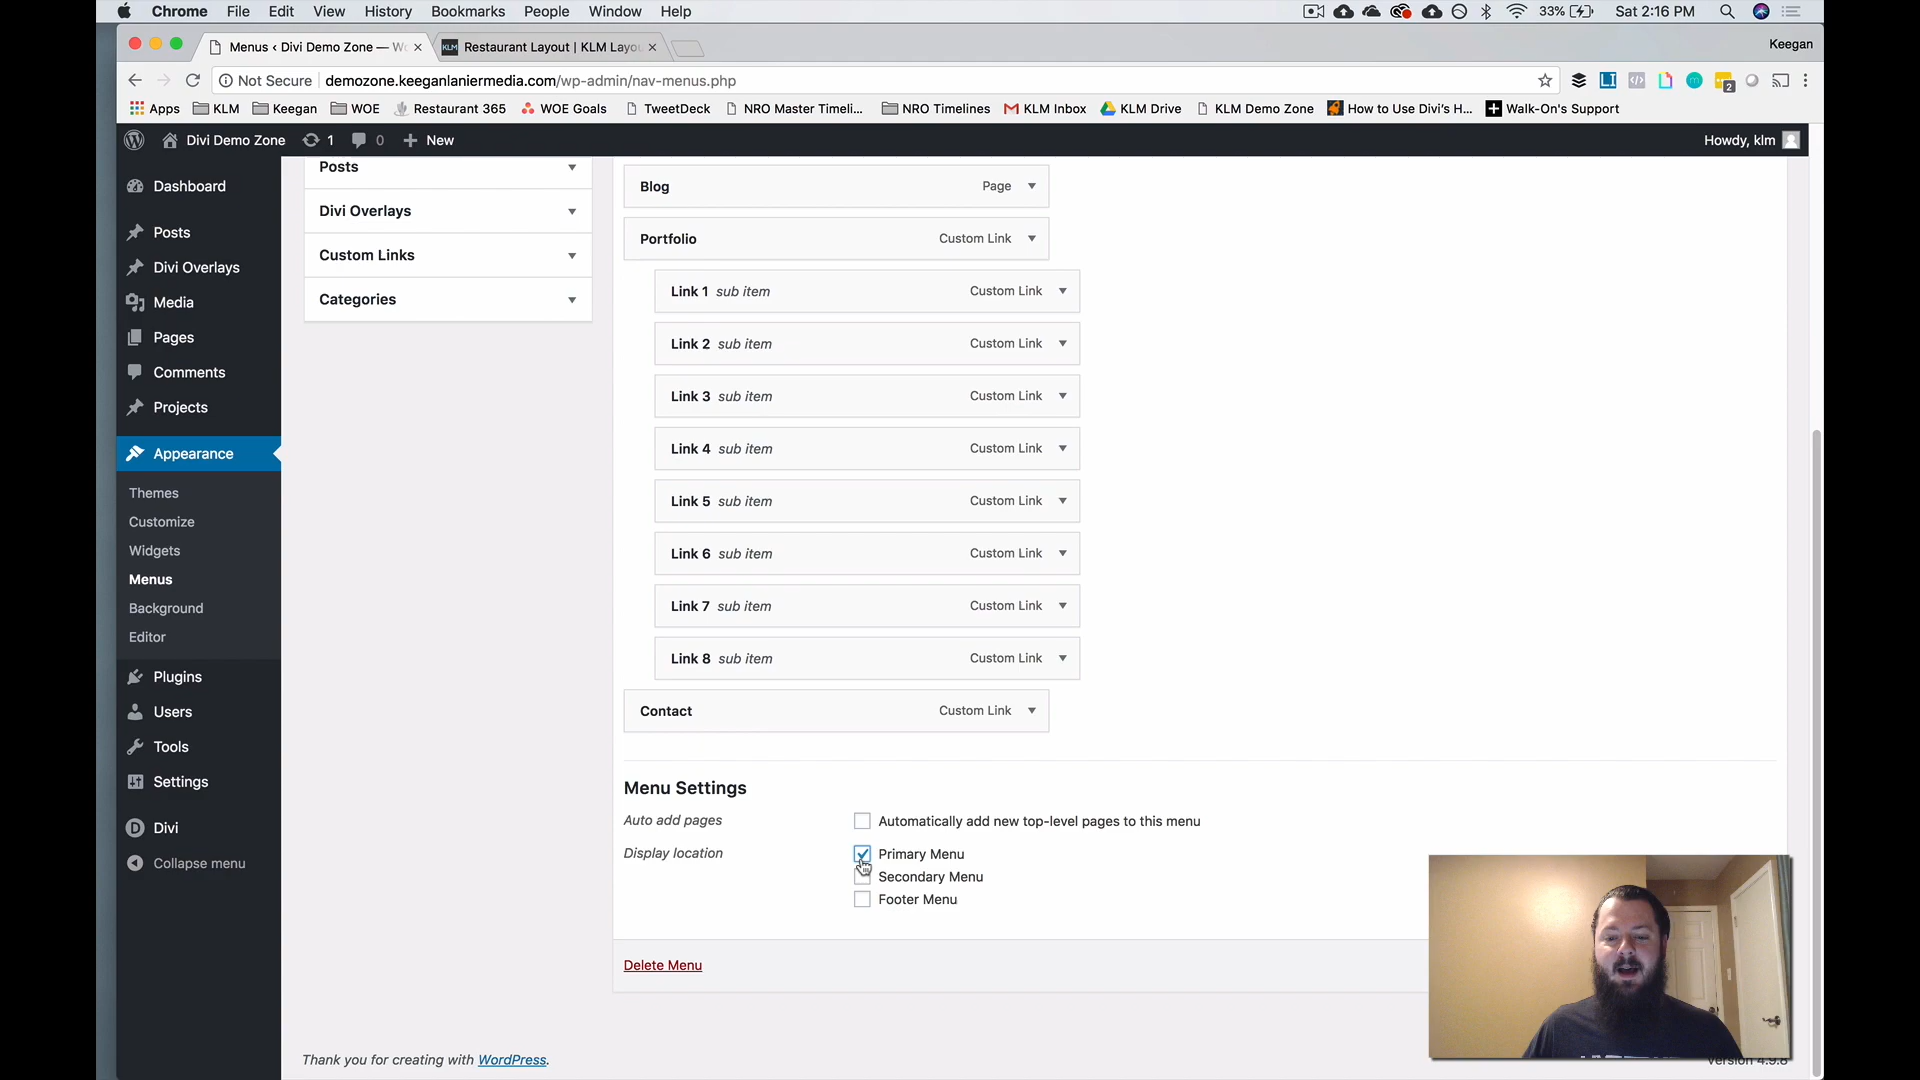 Chrome File Edit View History Bookmarks People Window Help 33% Sat 2:16 PM
Menus ‹ Divi Demo Zone — Wo KLM Restaurant Layout | KLM Layou Keegan
Not Secure demozone.keeganlaniermedia.com/wp-admin/nav-menus.php 2
Apps KLM Keegan WOE Restaurant 365 WOE Goals TweetDeck NRO Master Timeli... NRO Timelines KLM Inbox KLM Drive KLM Demo Zone How to Use Divi's H... Walk-On's Support
Divi Demo Zone 1 0 New Howdy, klm
Dashboard
Posts
Divi Overlays
Media
Pages
Comments
Projects
Appearance
Themes
Customize
Widgets
Menus
Background
Editor
Plugins
Users
Tools
Settings
Divi
Collapse menu
Posts
Divi Overlays
Custom Links
Categories
Blog Page
Portfolio Custom Link
Link 1 sub item Custom Link
Link 2 sub item Custom Link
Link 3 sub item Custom Link
Link 4 sub item Custom Link
Link 5 sub item Custom Link
Link 6 sub item Custom Link
Link 7 sub item Custom Link
Link 8 sub item Custom Link
Contact Custom Link
Menu Settings
Auto add pages Automatically add new top-level pages to this menu
Display location Primary Menu
Secondary Menu
Footer Menu
Delete Menu
Thank you for creating with WordPress. Version 4.9.8